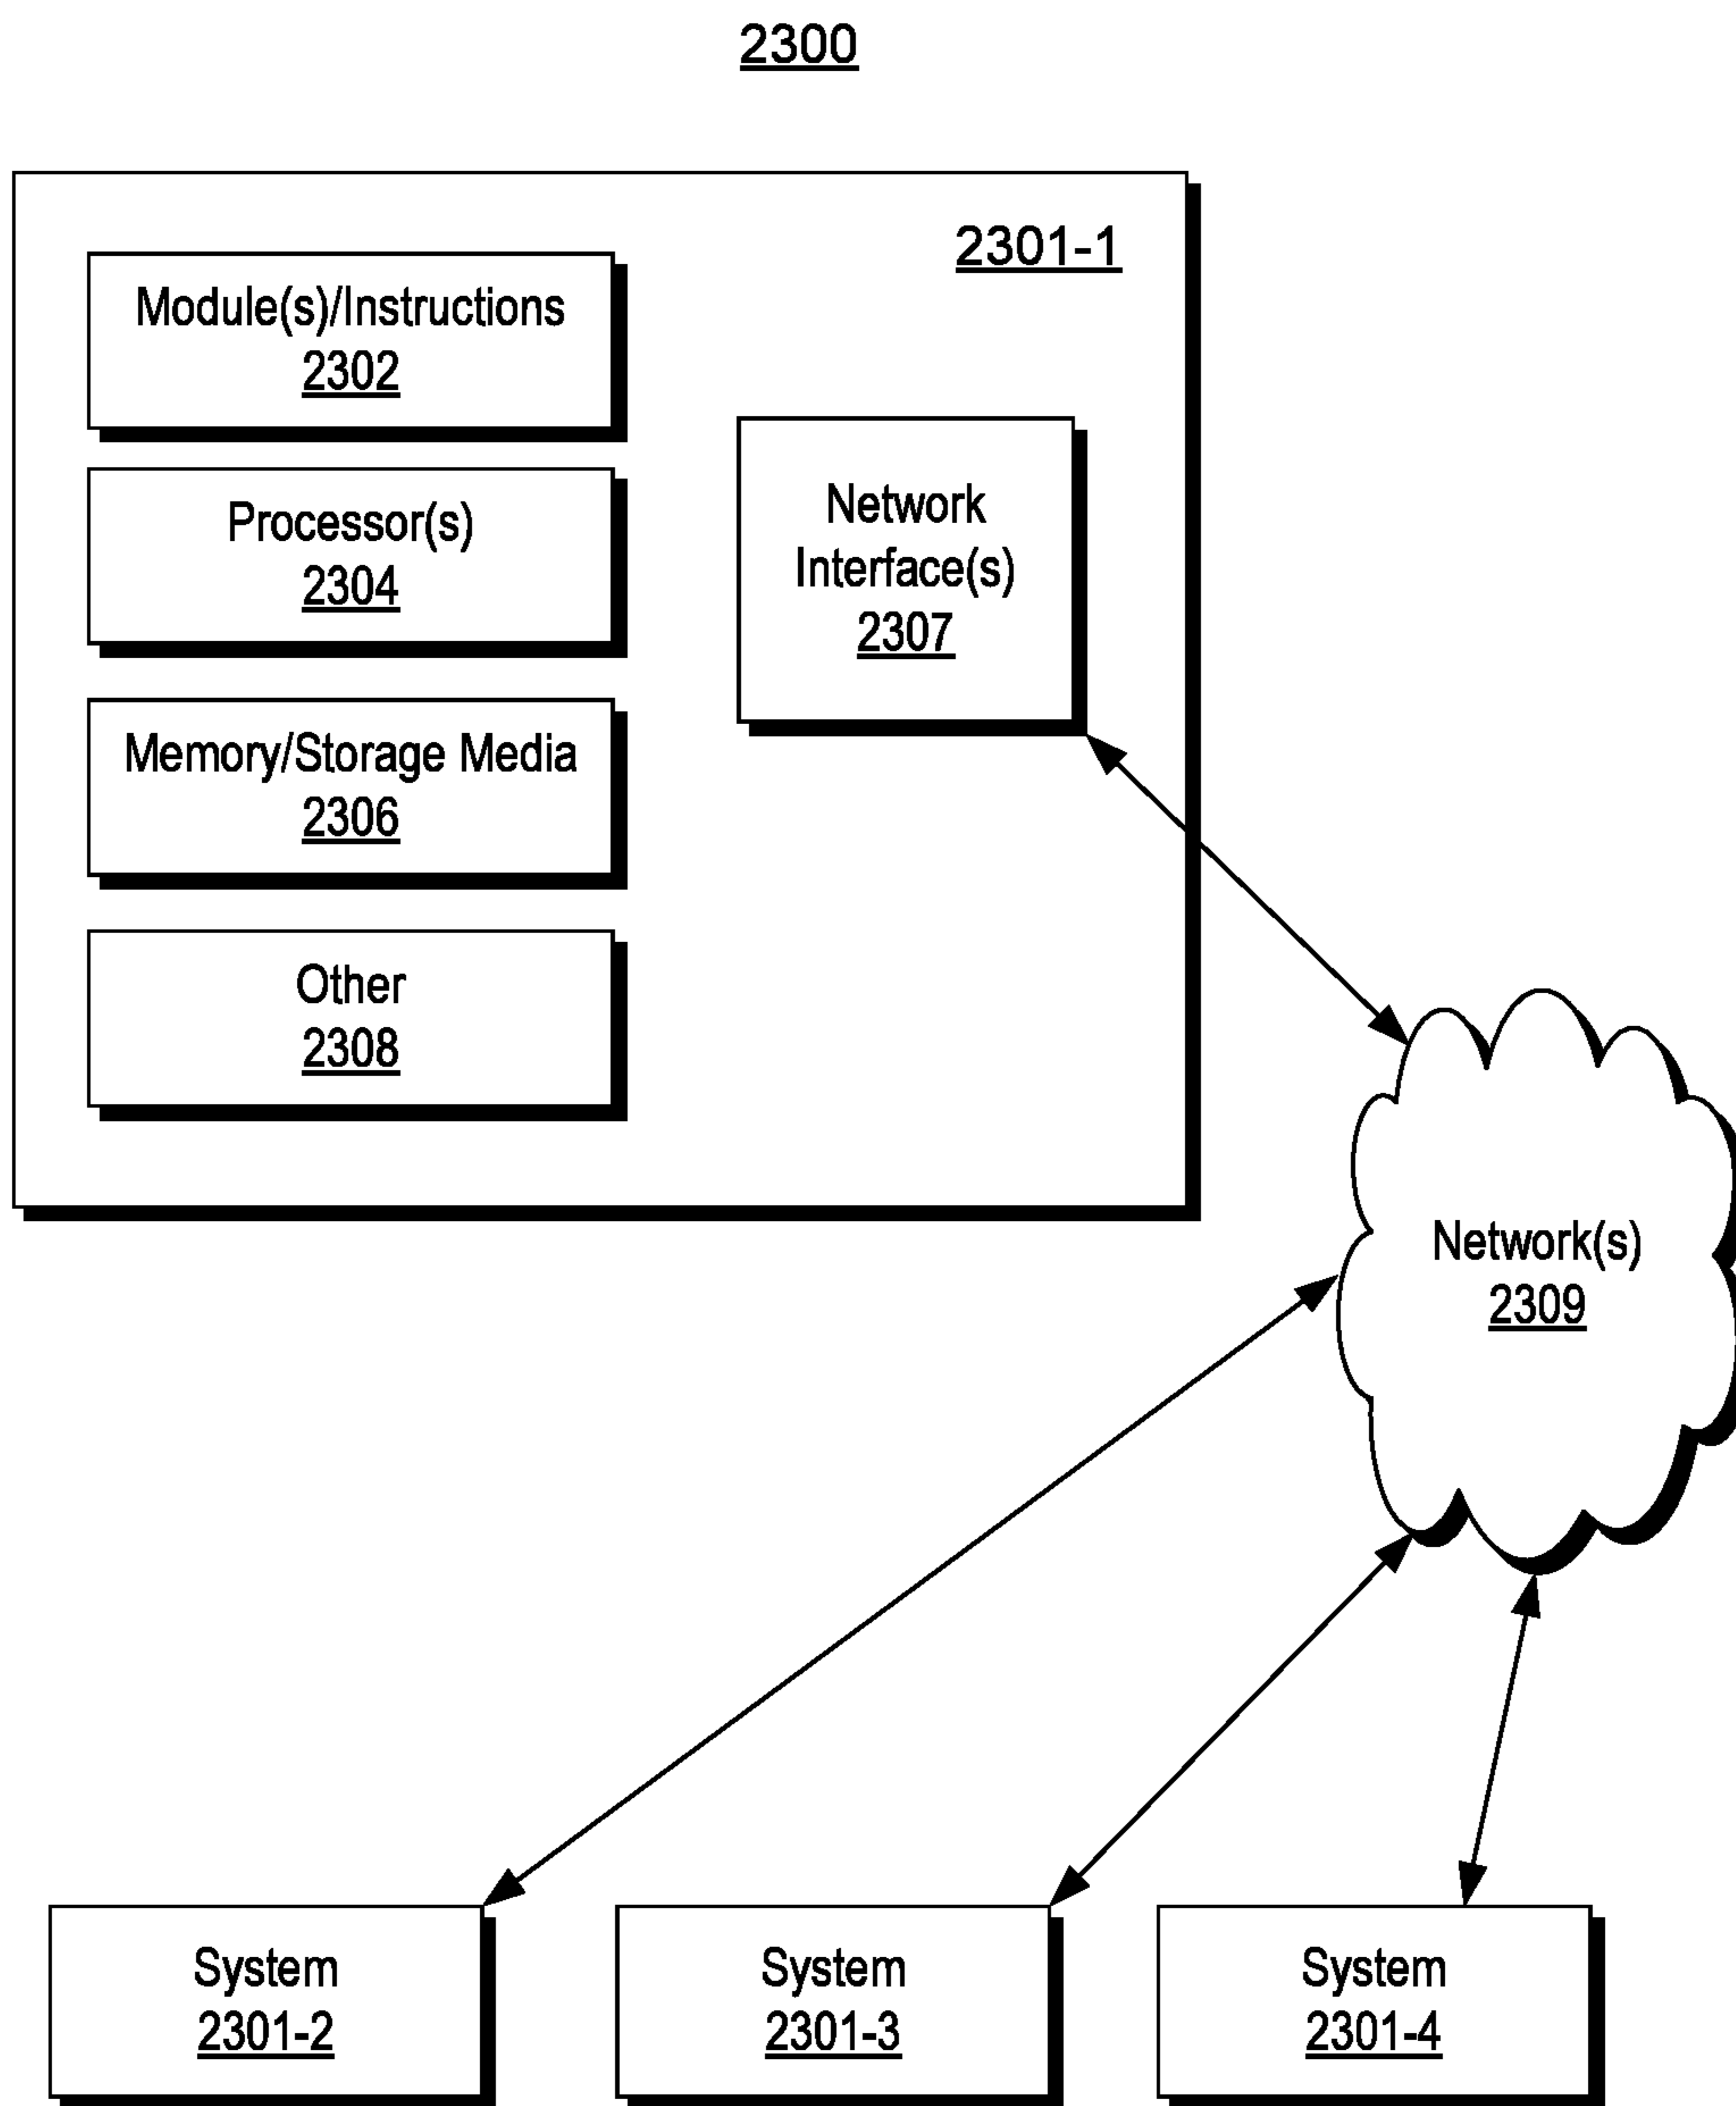 2300
2301-1
Module(s)/Instructions
2302
Processor(s)
2304
Memory/Storage Media
2306
Other
2308
Network
Interface(s)
2307
Network(s)
2309
System
2301-2
System
2301-3
System
2301-4